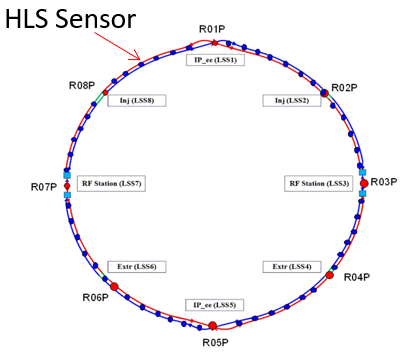 HLS Sensor
R01P
IP_ee (LSS1)
R08P
R02P
Inj (LSS8)
Inj (LSS2)
R07P
RF Station (LSS7)
RF Station (LSS3)
R03P
Extr (LSS6)
Extr (LSS4)
R04P
R06P
IP_ee (LSS5)
R05P